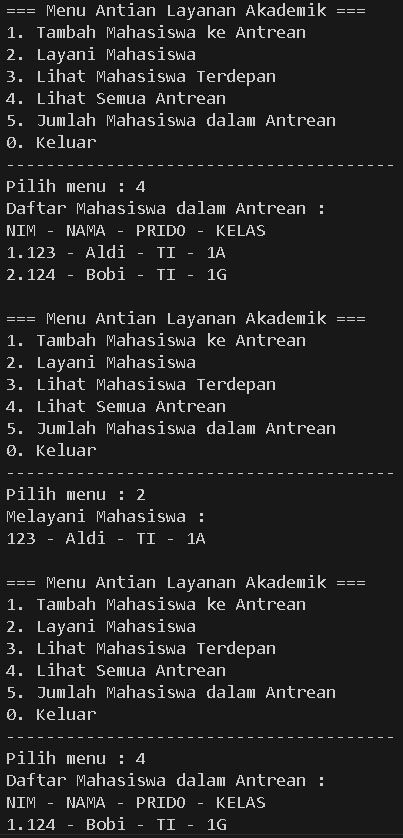 === Menu Antian Layanan Akademik ===
1. Tambah Mahasiswa ke Antrean
2. Layani Mahasiswa
3. Lihat Mahasiswa Terdepan
4. Lihat Semua Antrean
5. Jumlah Mahasiswa dalam Antrean
0. Keluar
---------------------------------------
Pilih menu : 4
Daftar Mahasiswa dalam Antrean :
NIM - NAMA - PRIDO - KELAS
1.123 - Aldi - TI - 1A
2.124 - Bobi - TI - 1G

=== Menu Antian Layanan Akademik ===
1. Tambah Mahasiswa ke Antrean
2. Layani Mahasiswa
3. Lihat Mahasiswa Terdepan
4. Lihat Semua Antrean
5. Jumlah Mahasiswa dalam Antrean
0. Keluar
---------------------------------------
Pilih menu : 2
Melayani Mahasiswa :
123 - Aldi - TI - 1A

=== Menu Antian Layanan Akademik ===
1. Tambah Mahasiswa ke Antrean
2. Layani Mahasiswa
3. Lihat Mahasiswa Terdepan
4. Lihat Semua Antrean
5. Jumlah Mahasiswa dalam Antrean
0. Keluar
---------------------------------------
Pilih menu : 4
Daftar Mahasiswa dalam Antrean :
NIM - NAMA - PRIDO - KELAS
1.124 - Bobi - TI - 1G